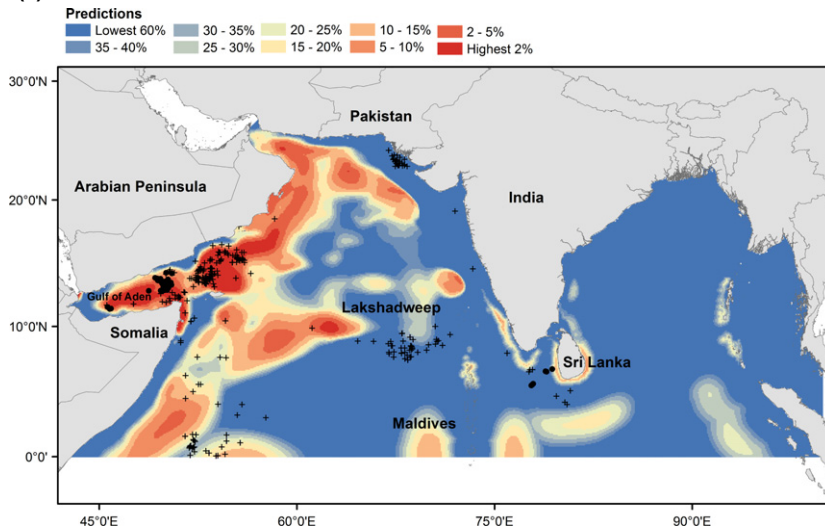 Predictions
Lowest 60%
30 - 35%
20 - 25%
10 - 15%
2 - 5%
35 - 40%
25 - 30%
15 - 20%
5 - 10%
Highest 2%
30°0'N
Pakistan
Arabian Peninsula
20°0'N
India
Gulf of Aden
Lakshadweep
10°0'N
Somalia
Sri Lanka
Maldives
0°0'
45°0'E
60°0'E
75°0'E
90°0'E